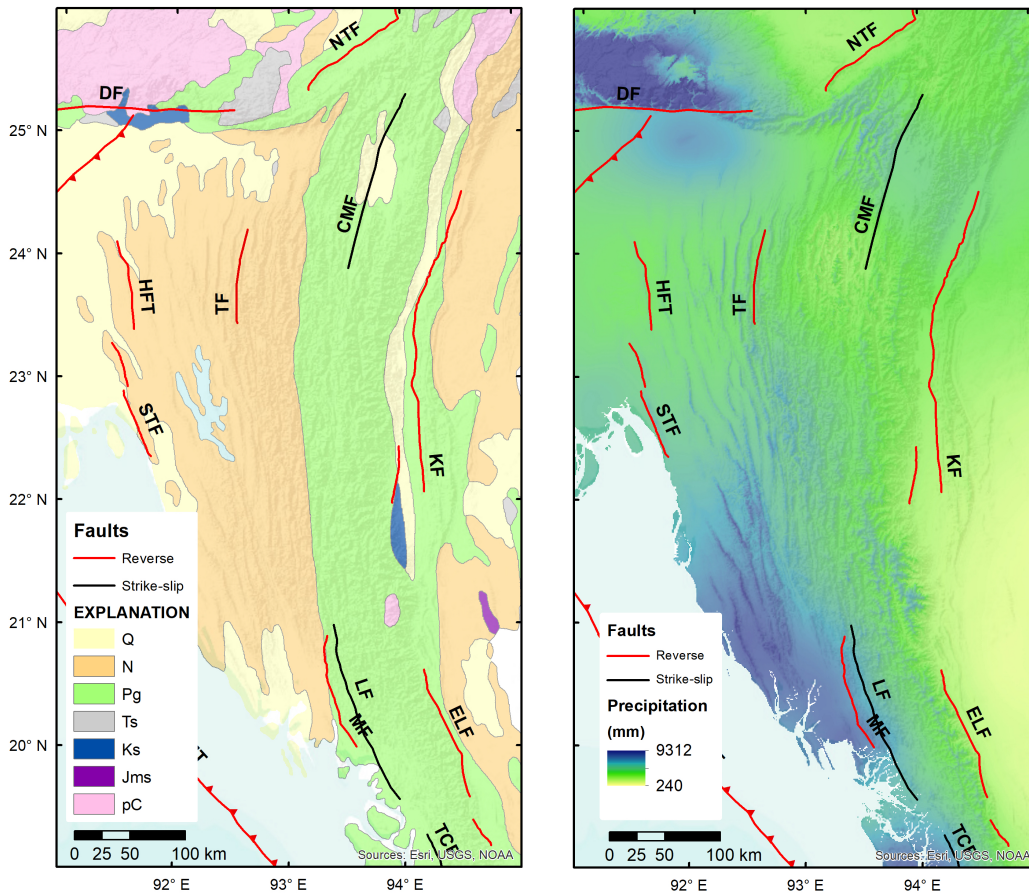 NTF
DF
25° N
CMF
24° N
HFT
TF
23° N
STF
KF
22° N
Faults
Reverse
Strike-slip
EXPLANATION
Q
N
Pg
Ts
Ks
Jms
pC
21° N
LF
MF
ELF
20° N
T
TCF
0 25 50 100 km
Sources: Esri, USGS, NOAA
92° E
93° E
94° E
NTF
DF
CMF
HFT
TF
STF
KF
Faults
Reverse
Strike-slip
Precipitation
(mm)
9312
240
LF
MF
ELF
TCF
0 25 50 100 km
Sources: Esri, USGS, NOAA
92° E
93° E
94° E